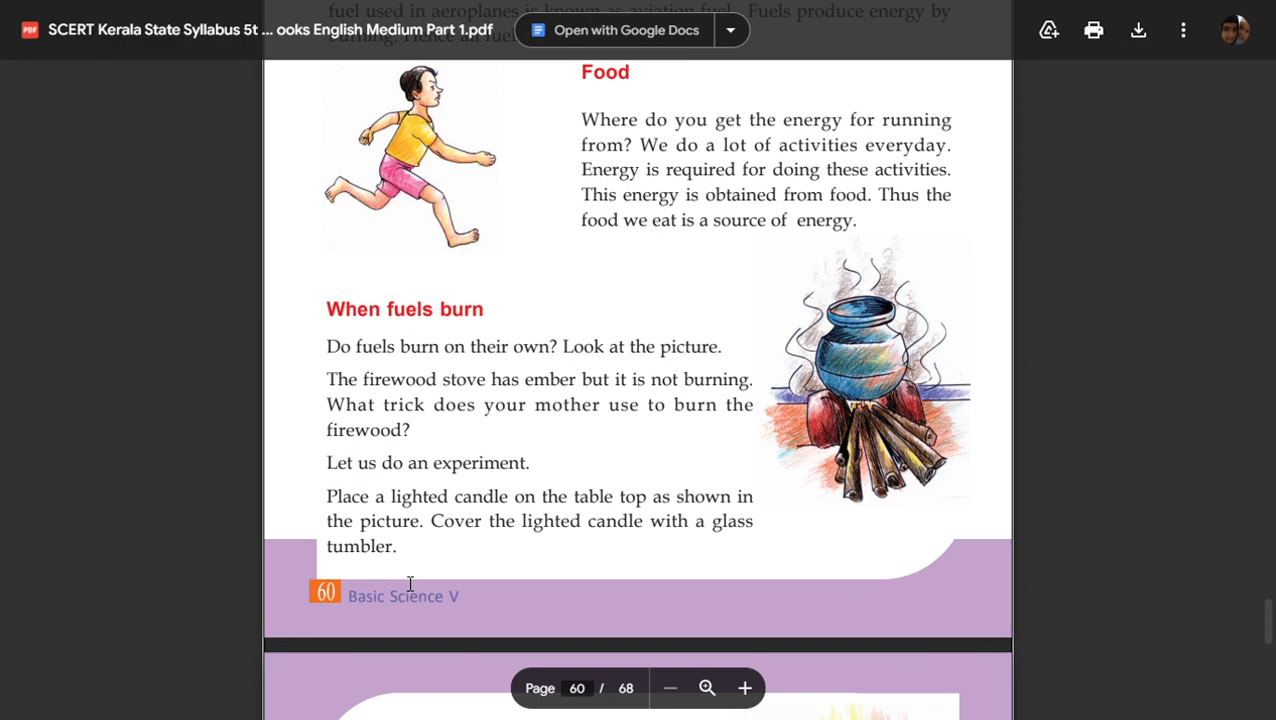 fuel used in aeroplanes is known as aviation fuel. Fuels produce energy by
SCERT Kerala State Syllabus 5t ... ooks English Medium Part 1.pdf
Open with Google Docs
Food
Where do you get the energy for running
from? We do a lot of activities everyday.
Energy is required for doing these activities.
This energy is obtained from food. Thus the
food we eat is a source of energy.
When fuels burn
Do fuels burn on their own? Look at the picture.
The firewood stove has ember but it is not burning.
What trick does your mother use to burn the
firewood?
Let us do an experiment.
Place a lighted candle on the table top as shown in
the picture. Cover the lighted candle with a glass
tumbler.
60 Basic Science V
Page 60 / 68